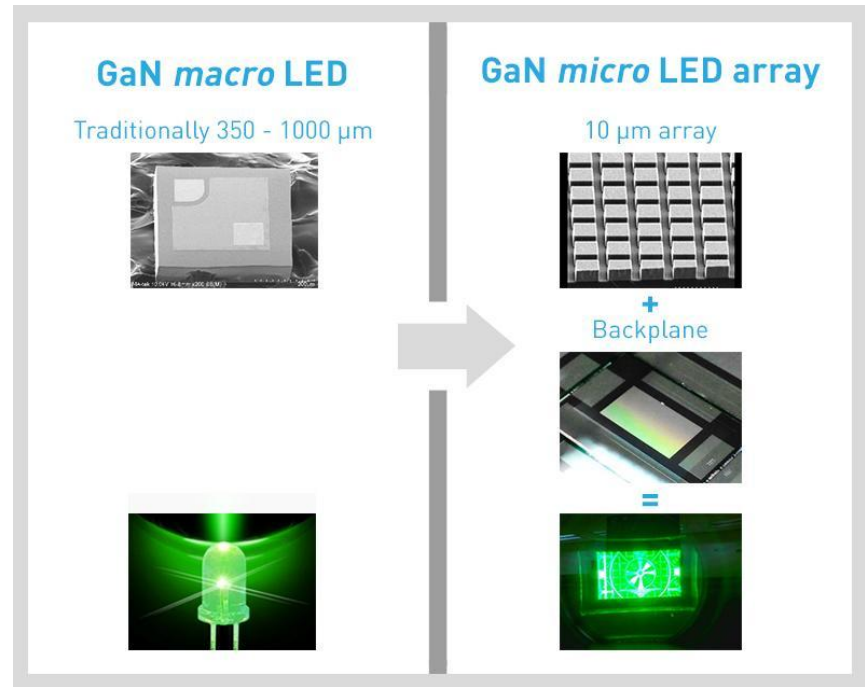 GaN macro LED
Traditionally 350 - 1000 µm
GaN micro LED array
10 µm array
+
Backplane
=